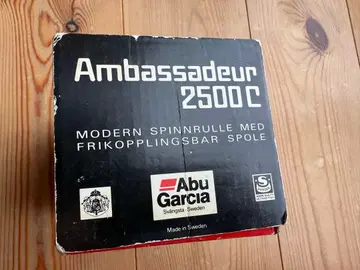 Ambassadeur
2500C
MODERN SPINNRULLE MED
FRIKOPPLINGSBAR SPOLE
Abu
Garcia
Svängsta - Sweden
Made in Sweden
S